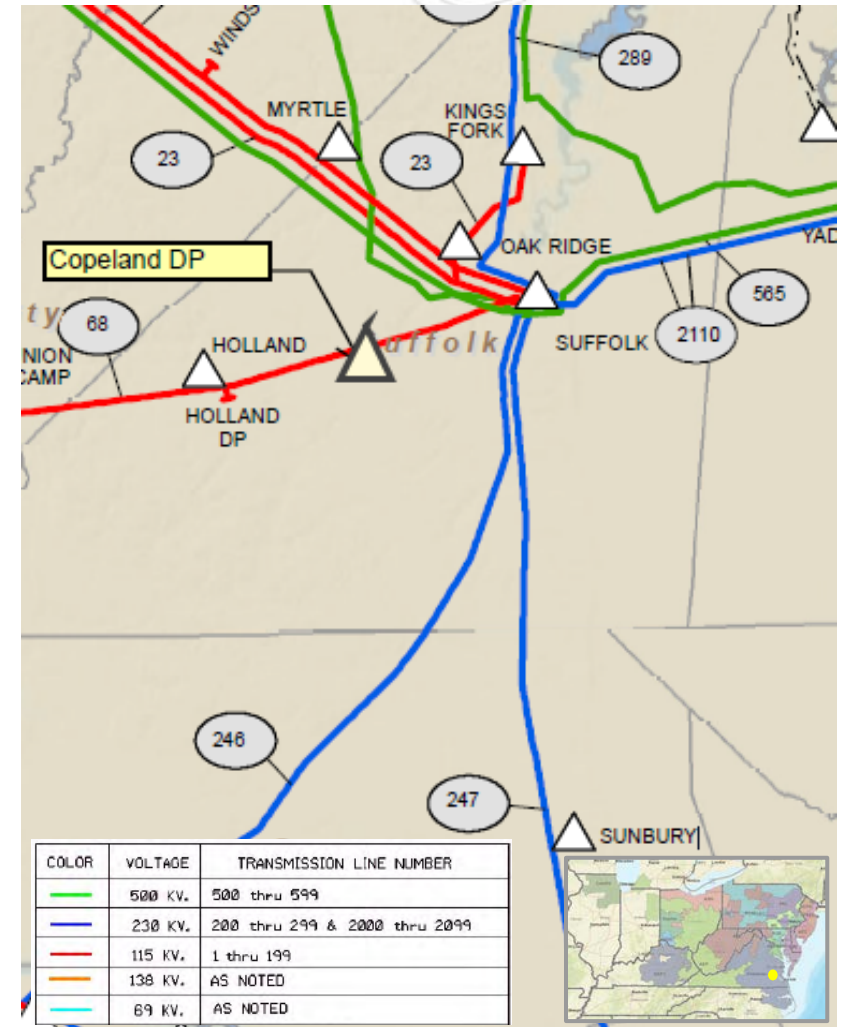 WINDS
289
MYRTLE
KINGS
FORK
23
23
OAK RIDGE
YAD
Copeland DP
565
ty
68
HOLLAND
uffolk
SUFFOLK
2110
NION
CAMP
HOLLAND
DP
246
247
SUNBURY
COLOR VOLTAGE TRANSMISSION LINE NUMBER
500 KV. 500 thru 599
230 KV. 200 thru 299 & 2000 thru 2099
115 KV. 1 thru 199
138 KV. AS NOTED
69 KV. AS NOTED